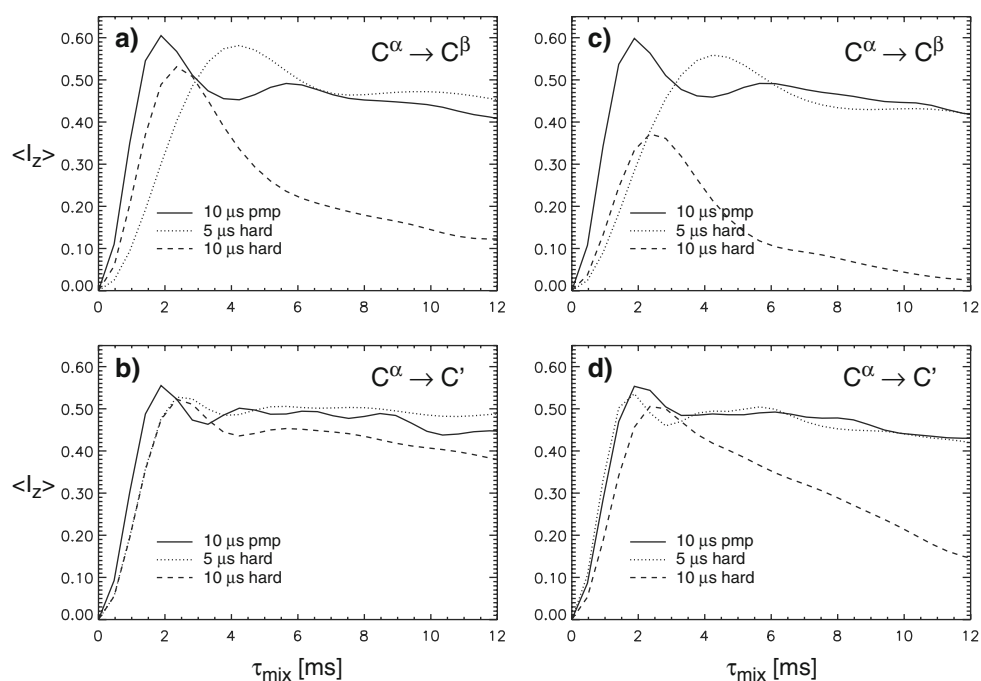 a) Cα → Cβ
0.60
0.50
0.40
<Iz>
0.30
0.20
0.10
0.00
10 μs pmp
5 μs hard
10 μs hard
0 2 4 6 8 10 12
c) Cα → Cβ
0.60
0.50
0.40
0.30
0.20
0.10
0.00
10 μs pmp
5 μs hard
10 μs hard
0 2 4 6 8 10 12
b) Cα → C'
0.60
0.50
0.40
<Iz>
0.30
0.20
0.10
0.00
10 μs pmp
5 μs hard
10 μs hard
0 2 4 6 8 10 12
τmix [ms]
d) Cα → C'
0.60
0.50
0.40
0.30
0.20
0.10
0.00
10 μs pmp
5 μs hard
10 μs hard
0 2 4 6 8 10 12
τmix [ms]